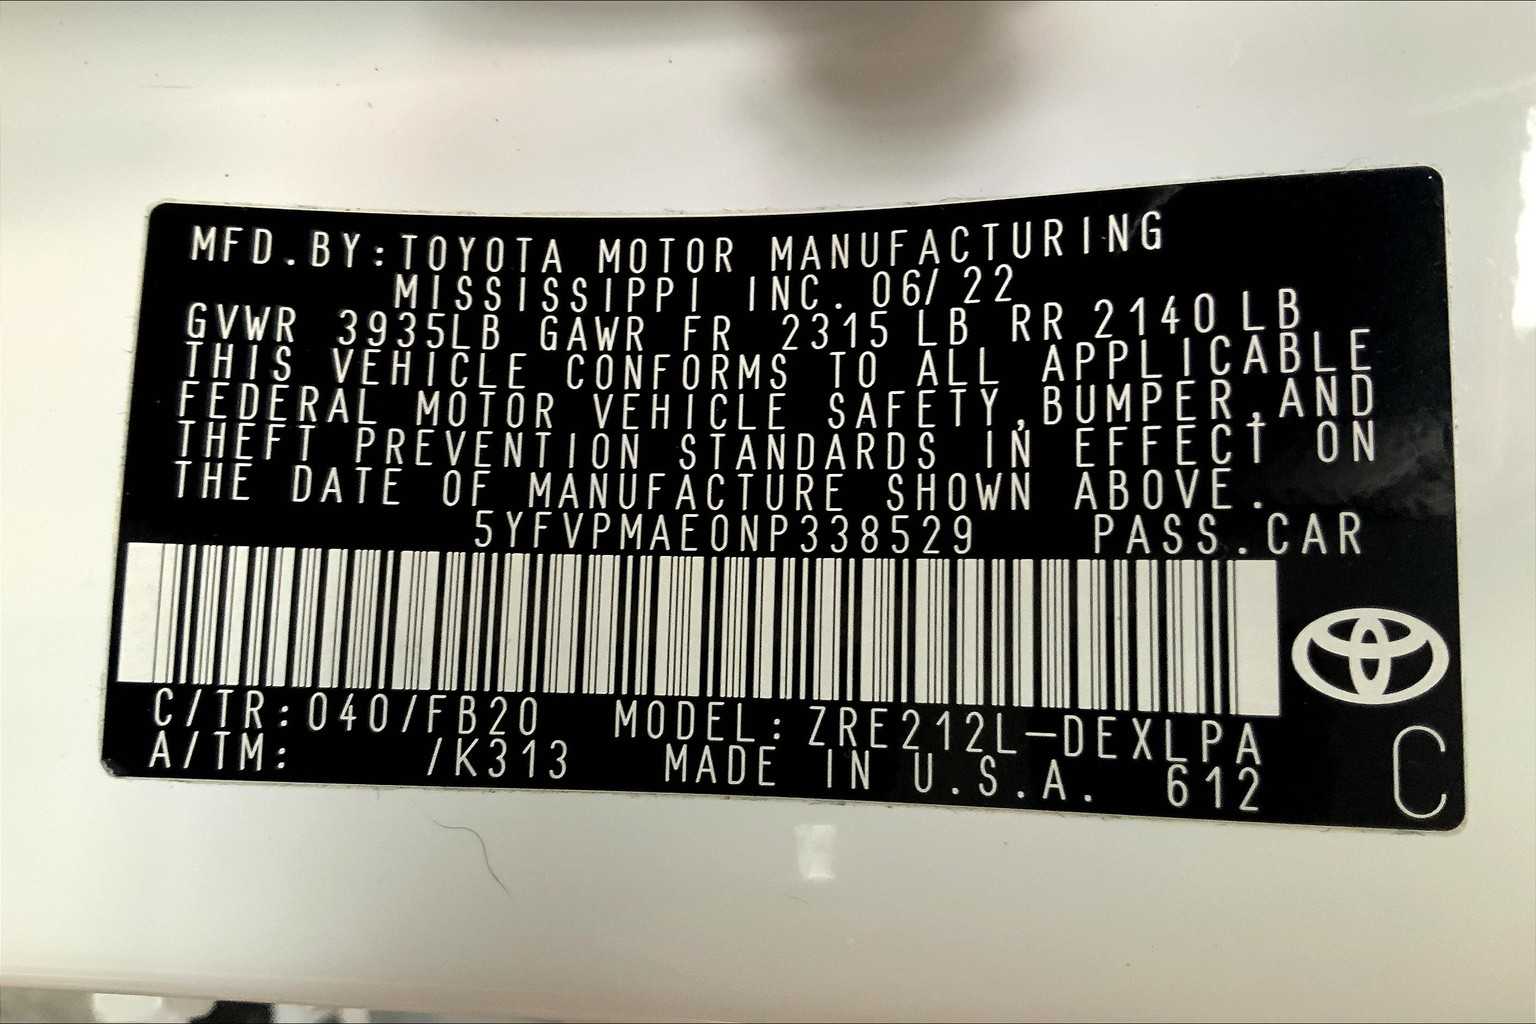 MFD.BY:TOYOTA MOTOR MANUFACTURING
MISSISSIPPI INC. 06/22
GVWR 3935LB GAWR FR 2315 LB RR 2140LB
THIS VEHICLE CONFORMS TO ALL APPLICABLE
FEDERAL MOTOR VEHICLE SAFETY,BUMPER,AND
THEFT PREVENTION STANDARDS IN EFFECT ON
THE DATE OF MANUFACTURE SHOWN ABOVE.
5YFVPMAE0NP338529 PASS.CAR
C/TR:040/FB20 MODEL:ZRE212L-DEXLPA
A/TM: /K313 MADE IN U.S.A. 612
C